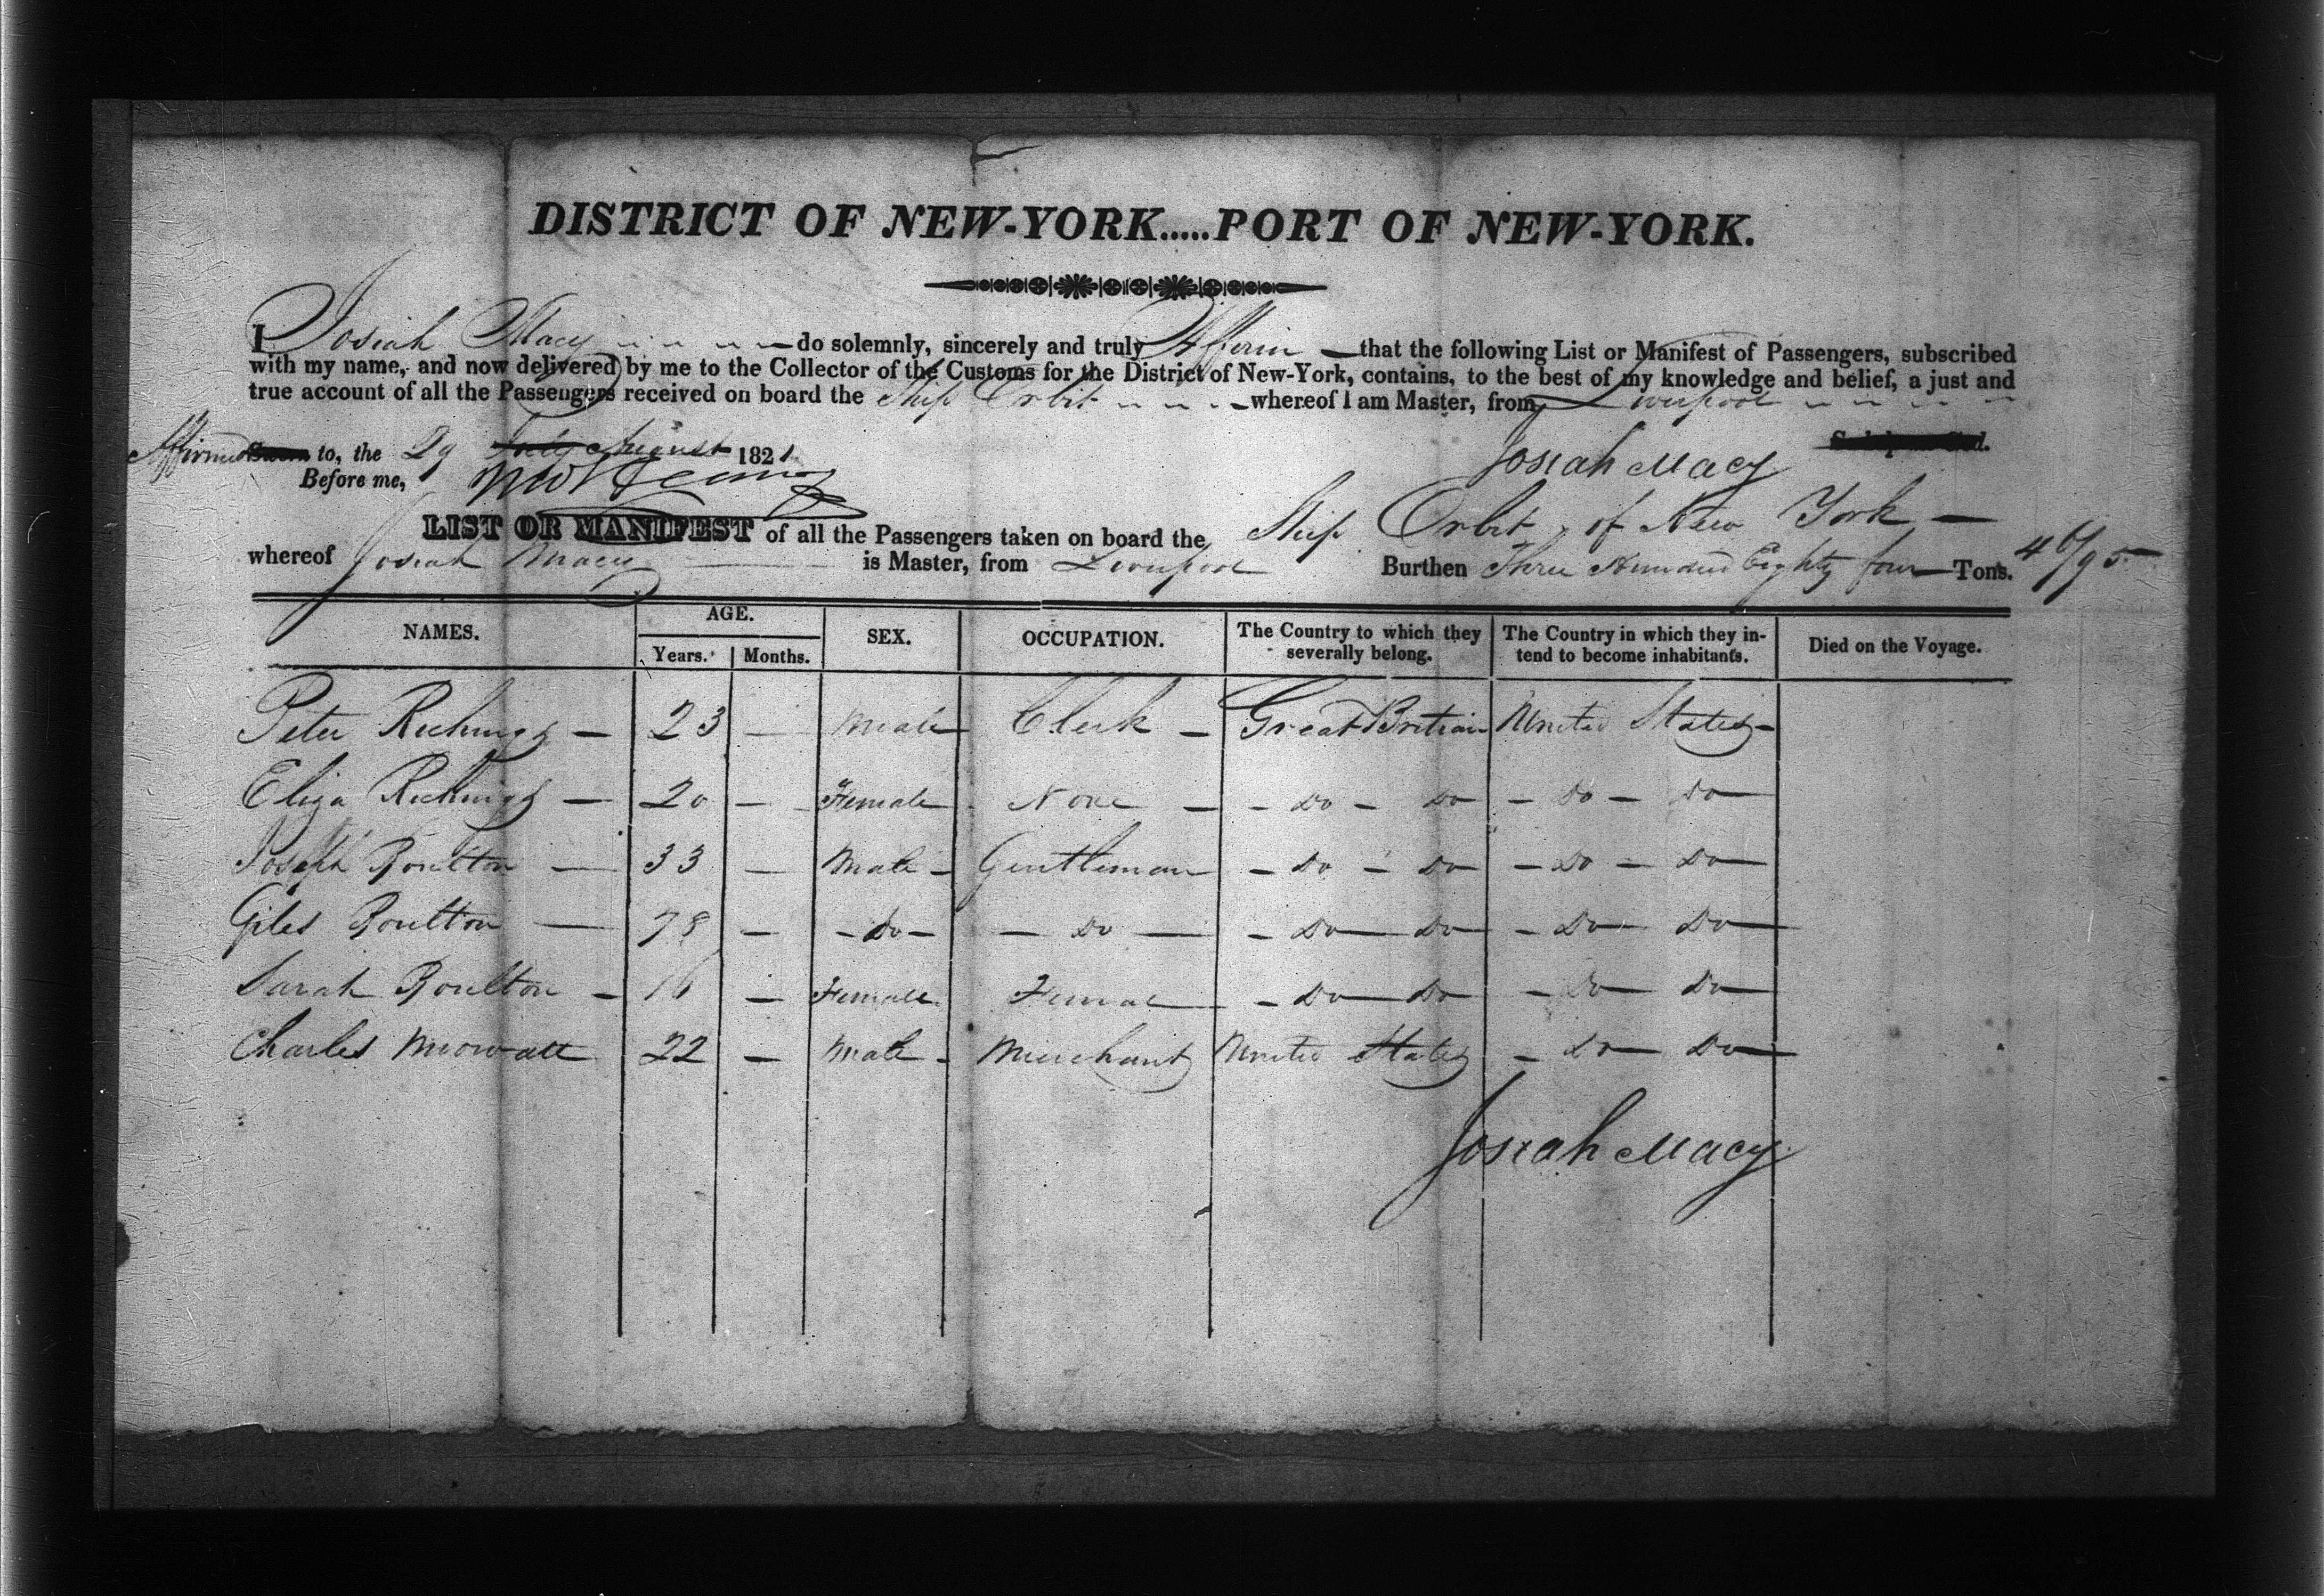 DISTRICT OF NEW-YORK.....PORT OF NEW-YORK.
I Josiah Macy do solemnly, sincerely and truly Affirm that the following List or Manifest of Passengers, subscribed
with my name, and now delivered by me to the Collector of the Customs for the District of New-York, contains, to the best of my knowledge and belief, a just and
true account of all the Passengers received on board the Ship Orbit whereof I am Master, from Liverpool
Affirmed to, the 29 August 1821. Josiah Macy
Before me,
LIST OR MANIFEST of all the Passengers taken on board the Ship Orbit of New York
whereof Josiah Macy is Master, from Liverpool Burthen Three Hundred Eighty four Tons. 46/95
NAMES. AGE. SEX. OCCUPATION. The Country to which they severally belong. The Country in which they intend to become inhabitants. Died on the Voyage.
Years. Months.
Peter Richings — 23 — Male Clerk — Great Britian United States —
Eliza Richings — 20 — Female None — - Do - Do - Do - Do
Joseph Boulton — 33 — Male - Gentleman - Do - Do - Do - Do
Giles Boulton — - Do - - Do - - Do - Do - Do - Do
Sarah Boulton - 16 — Female Female - Do - Do - Do - Do
Charles Mowatt 22 — Male - Merchant United States - Do - Do
Josiah Macy